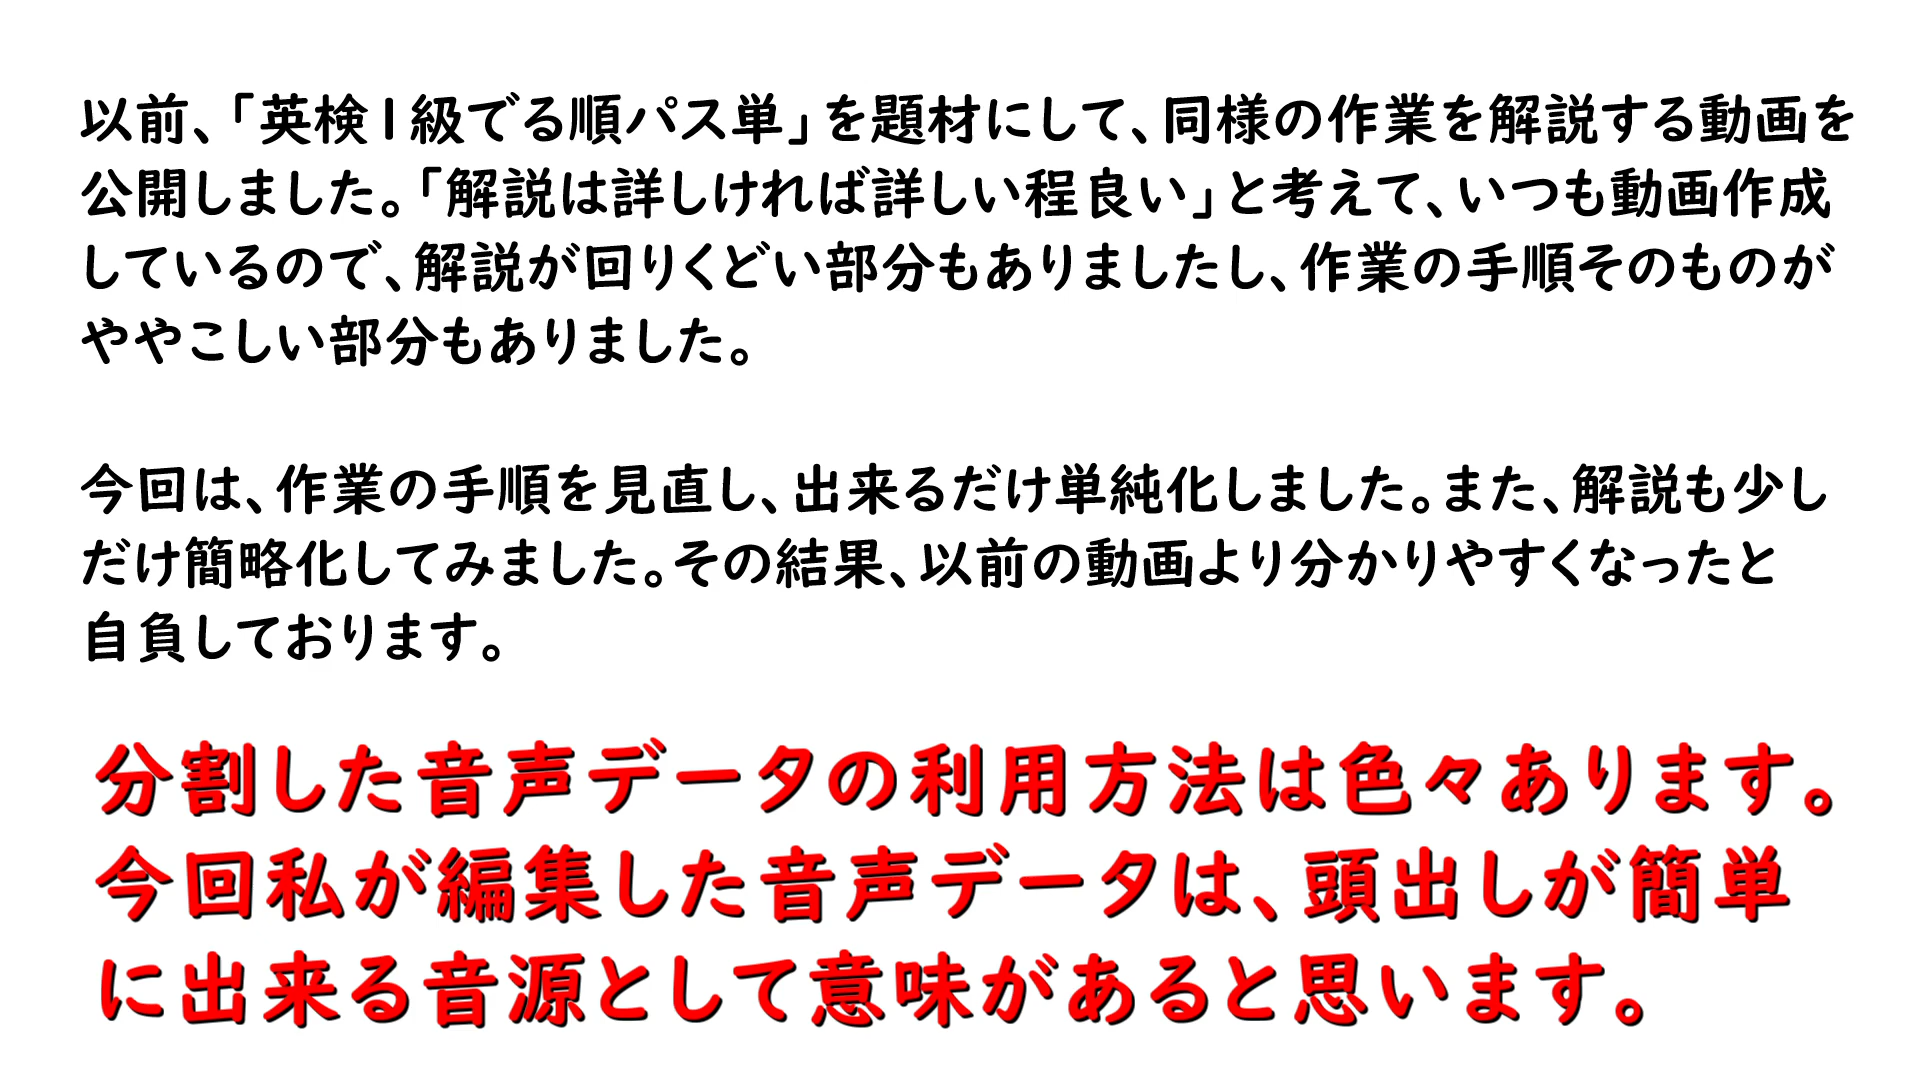 以前、「英検1級でる順パス単」を題材にして、同様の作業を解説する動画を
公開しました。「解説は詳しければ詳しい程良い」と考えて、いつも動画作成
しているので、解説が回りくどい部分もありましたし、作業の手順そのものが
ややこしい部分もありました。
今回は、作業の手順を見直し、出来るだけ単純化しました。また、解説も少し
だけ簡略化してみました。その結果、以前の動画より分かりやすくなったと
自負しております。
分割した音声データの利用方法は色々あります。
今回私が編集した音声データは、頭出しが簡単
に出来る音源として意味があると思います。